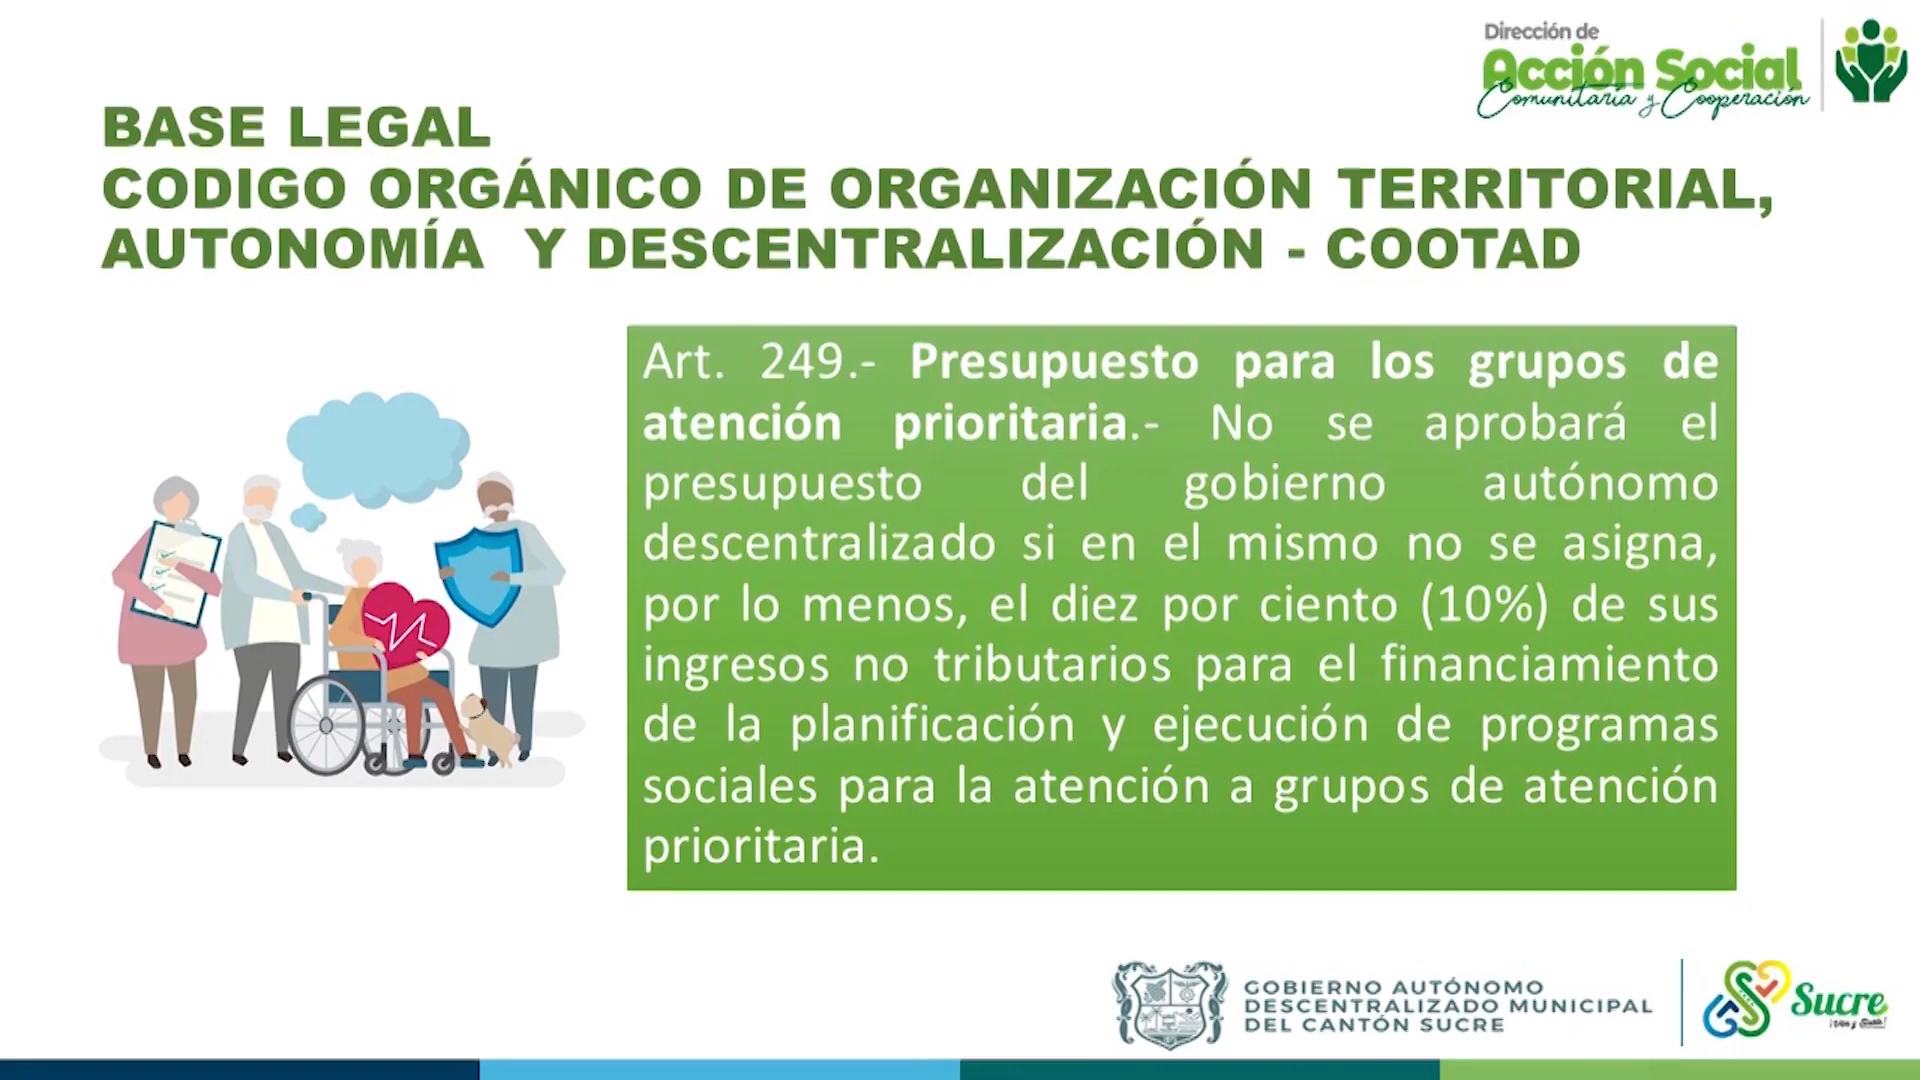 Dirección de
Acción Social
Comunitaria y Cooperación
BASE LEGAL
CODIGO ORGÁNICO DE ORGANIZACIÓN TERRITORIAL,
AUTONOMÍA Y DESCENTRALIZACIÓN - COOTAD
Art. 249.- Presupuesto para los grupos de
atención prioritaria.- No se aprobará el
presupuesto del gobierno autónomo
descentralizado si en el mismo no se asigna,
por lo menos, el diez por ciento (10%) de sus
ingresos no tributarios para el financiamiento
de la planificación y ejecución de programas
sociales para la atención a grupos de atención
prioritaria.
GOBIERNO AUTÓNOMO
DESCENTRALIZADO MUNICIPAL
DEL CANTÓN SUCRE
Sucre